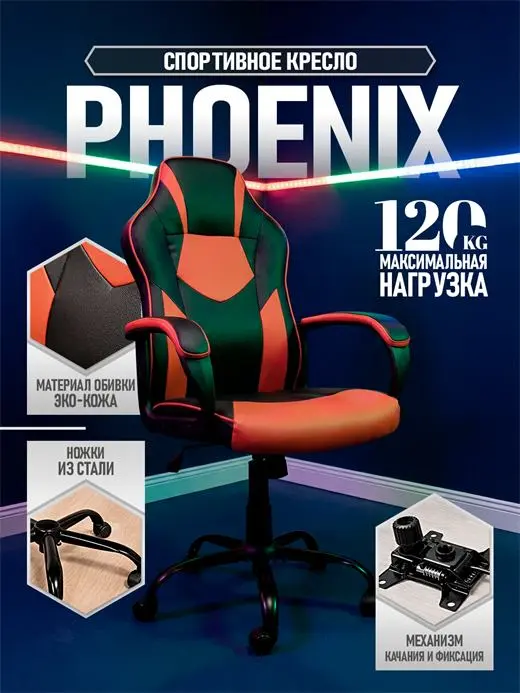 СПОРТИВНОЕ КРЕСЛО
PHOENIX
120 KG
МАКСИМАЛЬНАЯ
НАГРУЗКА
МАТЕРИАЛ ОБИВКИ
ЭКО-КОЖА
НОЖКИ
ИЗ СТАЛИ
МЕХАНИЗМ
КАЧАНИЯ И ФИКСАЦИЯ